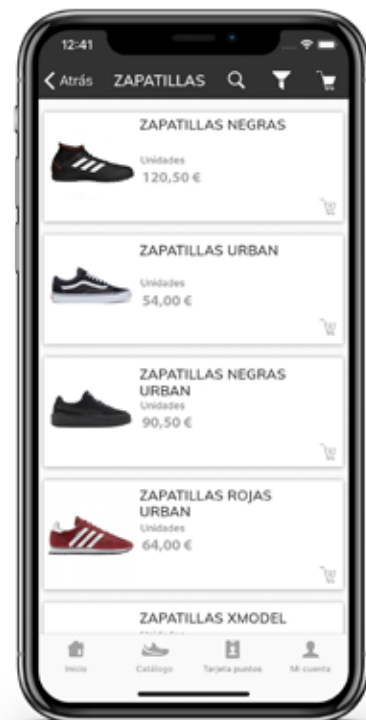 12:41
Atrás ZAPATILLAS
ZAPATILLAS NEGRAS
Unidades
120,50 €
ZAPATILLAS URBAN
Unidades
54,00 €
ZAPATILLAS NEGRAS
URBAN
Unidades
90,50 €
ZAPATILLAS ROJAS
URBAN
Unidades
64,00 €
ZAPATILLAS XMODEL
Inicio Catálogo Tarjeta puntos Mi cuenta